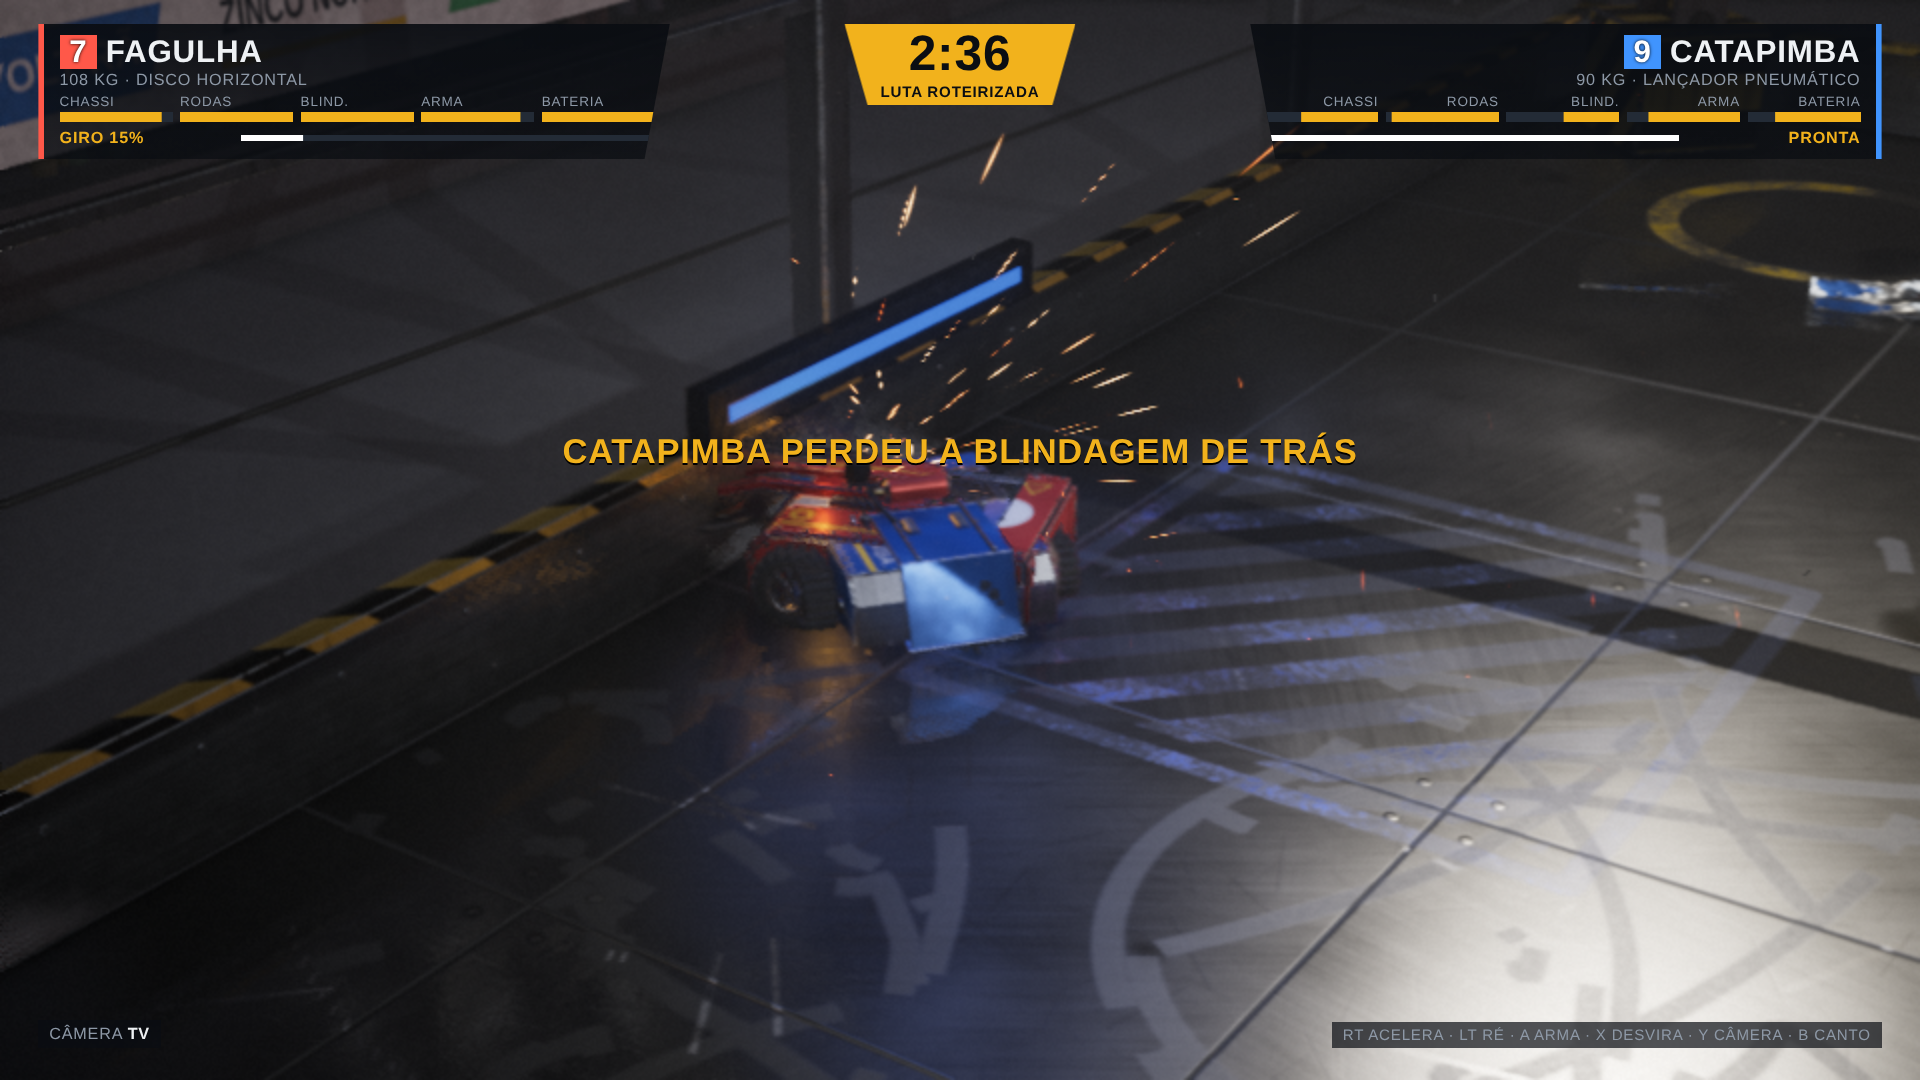 ZINCO NOR
7 FAGULHA
108 KG · DISCO HORIZONTAL
CHASSI RODAS BLIND. ARMA BATERIA
GIRO 15%
2:36
LUTA ROTEIRIZADA
9 CATAPIMBA
90 KG · LANÇADOR PNEUMÁTICO
CHASSI RODAS BLIND. ARMA BATERIA
PRONTA
CATAPIMBA PERDEU A BLINDAGEM DE TRÁS
CÂMERA TV
RT ACELERA · LT RÉ · A ARMA · X DESVIRA · Y CÂMERA · B CANTO